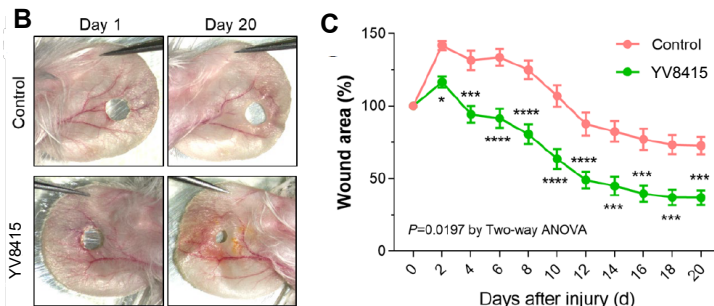 B
Day 1 Day 20
Control
YV8415
C
Wound area (%)
150
100
50
0
Control
YV8415
* *** **** **** **** **** **** *** *** *** ***
P=0.0197 by Two-way ANOVA
0 2 4 6 8 10 12 14 16 18 20
Days after injury (d)